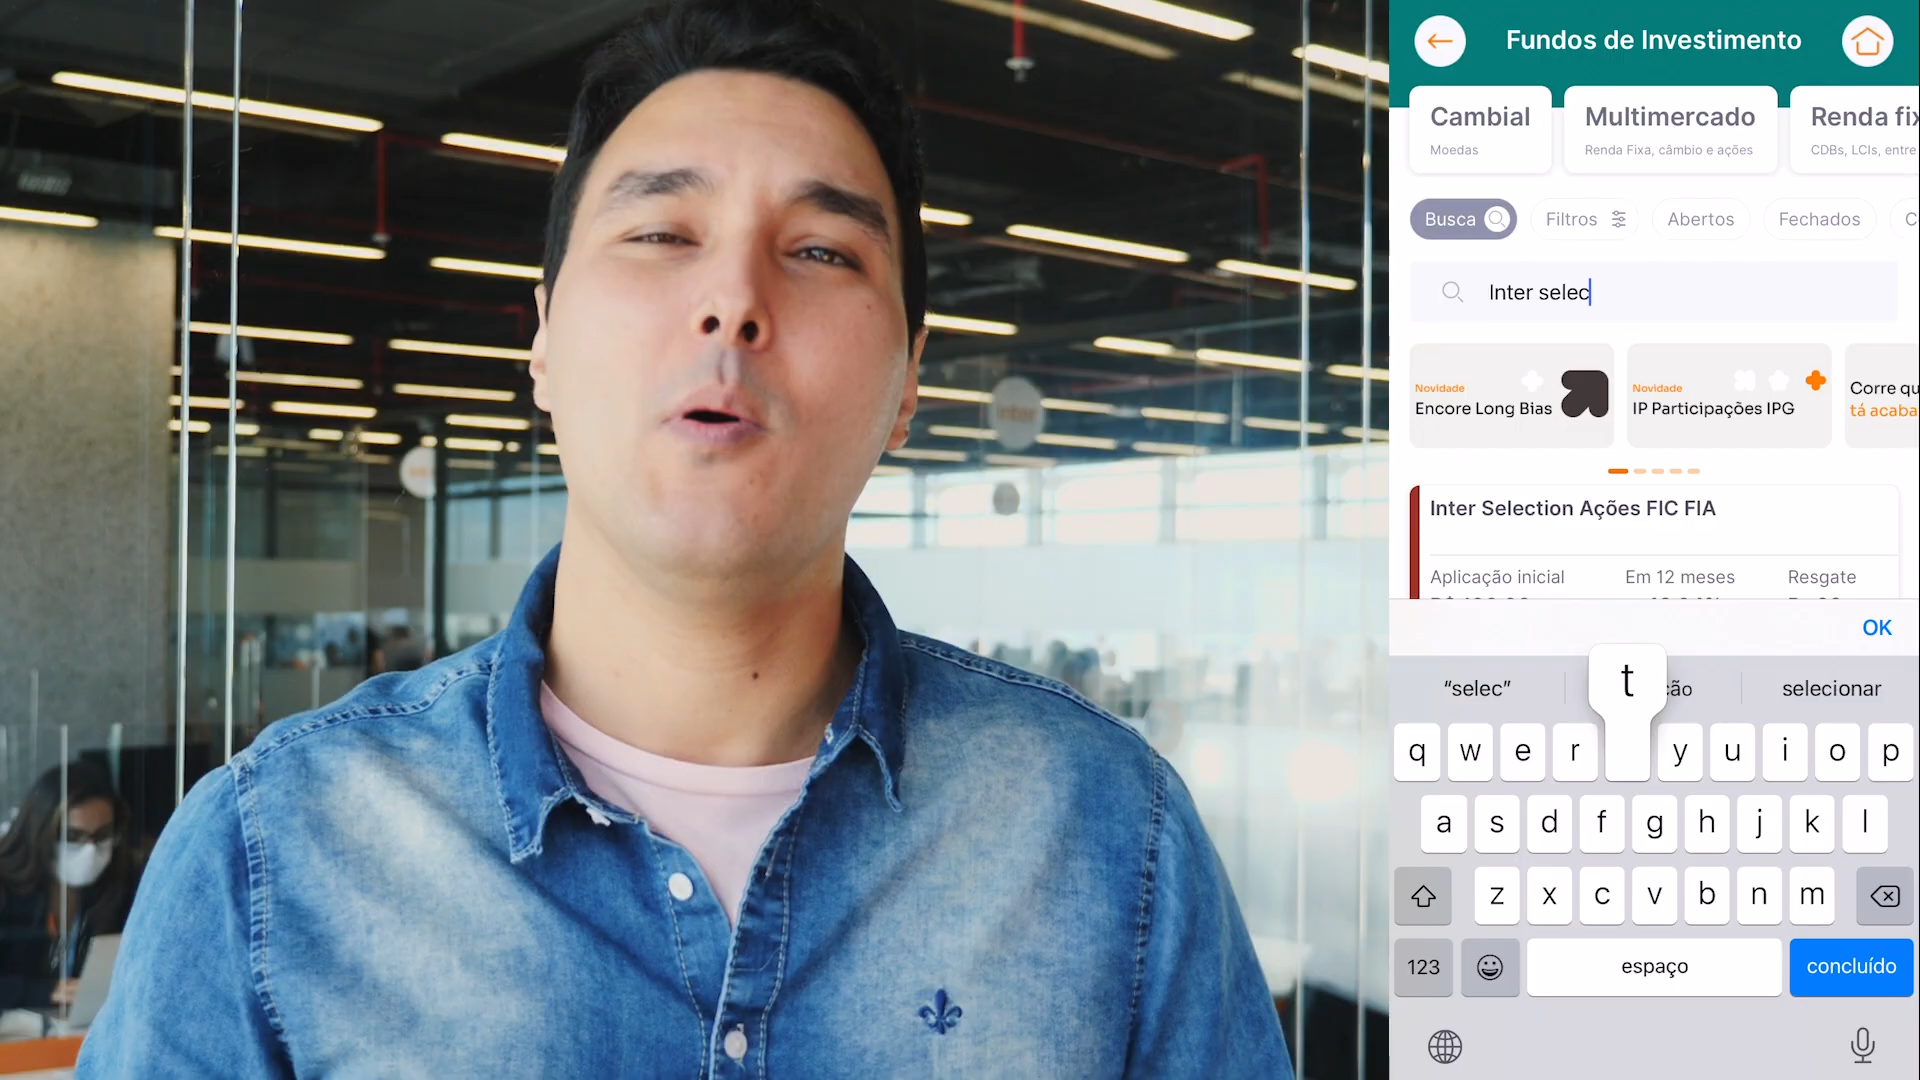 Fundos de Investimento
Cambial
Moedas
Multimercado
Renda Fixa, câmbio e ações
Renda fix
CDBs, LCIs, entre
Busca
Filtros
Abertos
Fechados
C
Inter selec
Novidade
Encore Long Bias
Novidade
IP Participações IPG
Corre qu
tá acaba
Inter Selection Ações FIC FIA
Aplicação inicial
Em 12 meses
Resgate
OK
“selec”
ção
selecionar
t
q w e r y u i o p
a s d f g h j k l
z x c v b n m
123
espaço
concluído